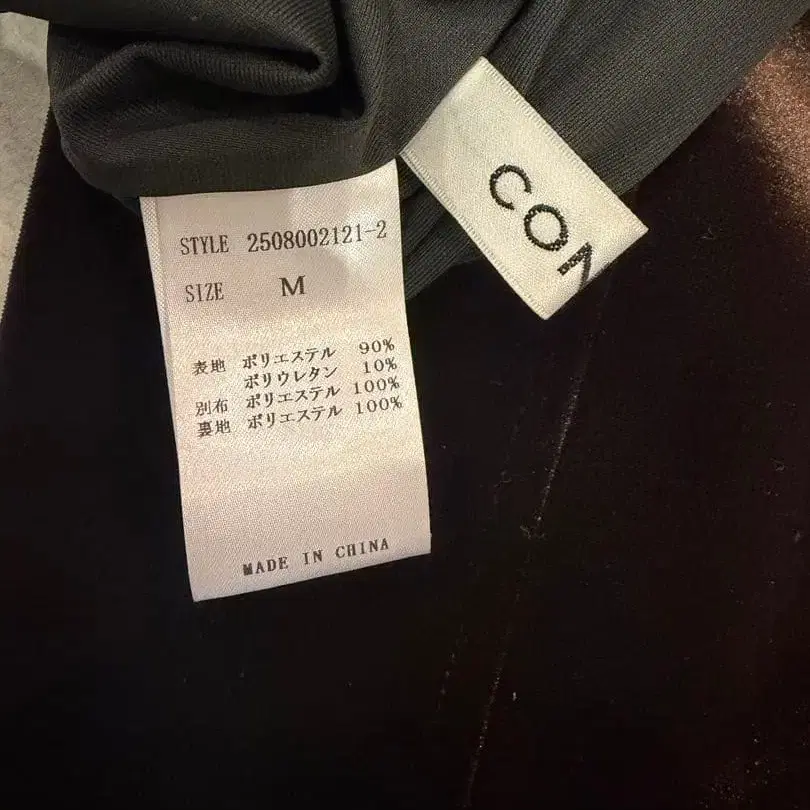 STYLE 2508002121-2
SIZE M
表地 ポリエステル 90%
ポリウレタン 10%
別布 ポリエステル 100%
裏地 ポリエステル 100%
MADE IN CHINA
CON